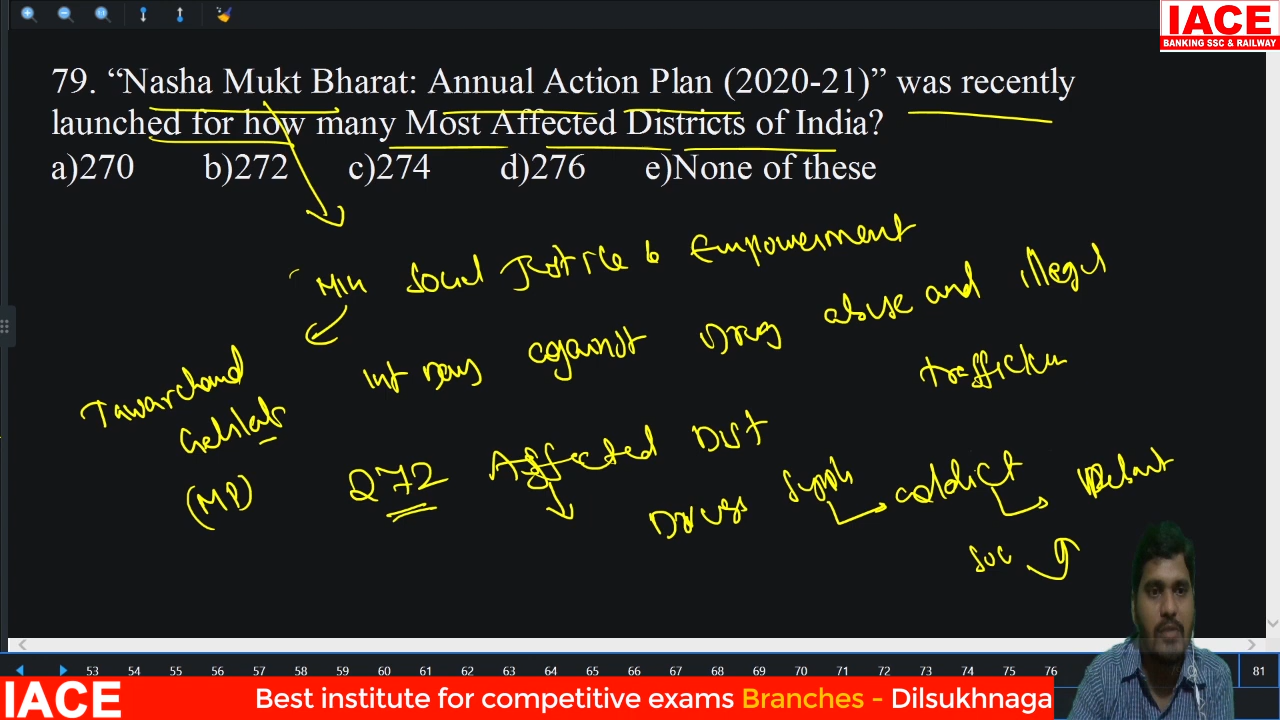 IACE
BANKING SSC & RAILWAY
79. “Nasha Mukt Bharat: Annual Action Plan (2020-21)” was recently
launched for how many Most Affected Districts of India?
a)270 b)272 c)274 d)276 e)None of these
Min Social Justice & Empowerment
against Drug abuse and illegal
trafficking
Tawarchand
Gehlot
(MP)
272 Affected Dist
Drugs addict
53 54 55 56 57 58 59 60 61 62 63 64 65 66 67 68 69 70 71 72 73 74 75 76 81
IACE
Best institute for competitive exams Branches - Dilsukhnaga